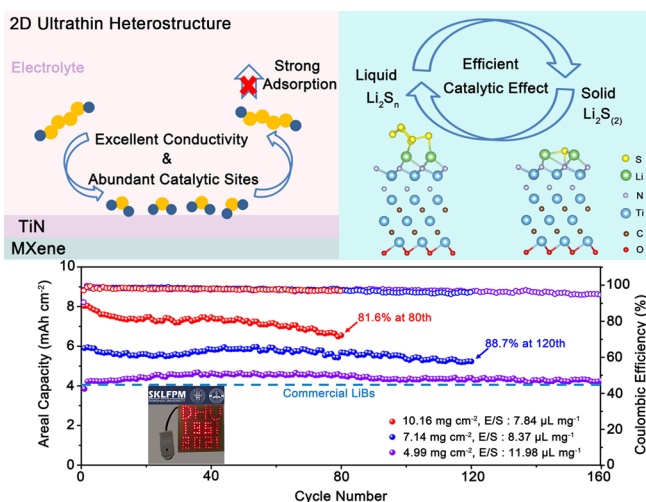 2D Ultrathin Heterostructure
Electrolyte
Strong
Adsorption
Excellent Conductivity
&
Abundant Catalytic Sites
TiN
MXene
Liquid
Li2Sn
Efficient
Catalytic Effect
Solid
Li2S(2)
S
Li
N
Ti
C
O
Areal Capacity (mAh cm-2)
10
8
6
4
2
0
81.6% at 80th
88.7% at 120th
Commercial LiBs
SKLFPM
DHU
1951
2021
10.16 mg cm-2, E/S : 7.84 μL mg-1
7.14 mg cm-2, E/S : 8.37 μL mg-1
4.99 mg cm-2, E/S : 11.98 μL mg-1
100
80
60
40
20
0
Coulombic Efficiency (%)
0 40 80 120 160
Cycle Number